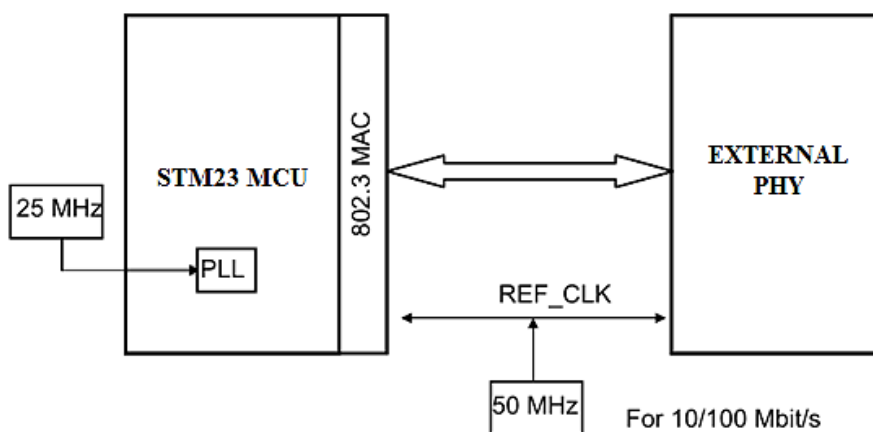 STM23 MCU
802.3 MAC
EXTERNAL
PHY
25 MHz
PLL
REF_CLK
50 MHz
For 10/100 Mbit/s